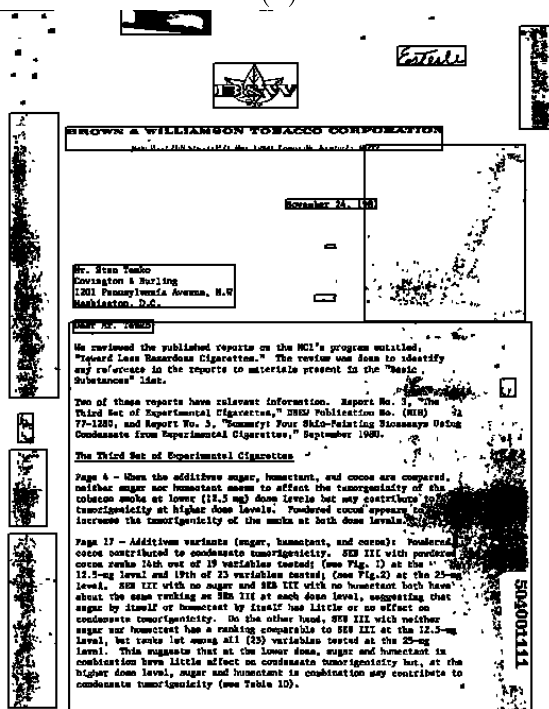 B&W
BROWN & WILLIAMSON TOBACCO CORPORATION
November 24, 198
Mr. Stan Temko
Covington & Burling
1201 Pennsylvania Avenue, N.W
Washington, D.C.
Dear Mr. Temko
We reviewed the published reports on the NCI's program entitled,
"Toward Less Hazardous Cigarettes." The review was done to identify
any reference in the reports to materials present in the "Basic
Substances" list.
Two of these reports have relevant information. Report No. 3, "The
Third Set of Experimental Cigarettes," DHEW Publication No. (NIH) 
77-1280, and Report No. 5, "Summary: Four Skin-Painting Bioassays Using
Condensate from Experimental Cigarettes," September 1980.
The Third Set of Experimental Cigarettes
Page 4 - When the additives sugar, humectant, and cocoa are compared,
neither sugar nor humectant seems to affect the tumorigenicity of the
tobacco smoke at lower (12.5 mg) dose levels but may contribute to
tumorigenicity at higher dose levels. Powdered cocoa appears to
increase the tumorigenicity of the smoke at both dose levels.
Page 17 - Additives variants (sugar, humectant, and cocoa): Powdered
cocoa contributed to condensate tumorigenicity. SEB III with powdered
cocoa ranks 14th out of 19 variables tested; (see Fig. 1) at the
12.5-mg level and 19th of 23 variables tested; (see Fig.2) at the 25-mg
level. SEB III with no sugar and SEB III with no humectant both have
about the same ranking as SEB III at each dose level, suggesting that
sugar by itself or humectant by itself has little or no effect on
condensate tumorigenicity. On the other hand, SEB III with neither
sugar nor humectant has a ranking comparable to SEB III at the 12.5-mg
level, but ranks 1st among all (23) variables tested at the 25-mg
level. This suggests that at the lower dose, sugar and humectant in
combination have little affect on condensate tumorigenicity but, at the
higher dose level, sugar and humectant in combination may contribute to
condensate tumorigenicity (see Table 10).
504001111